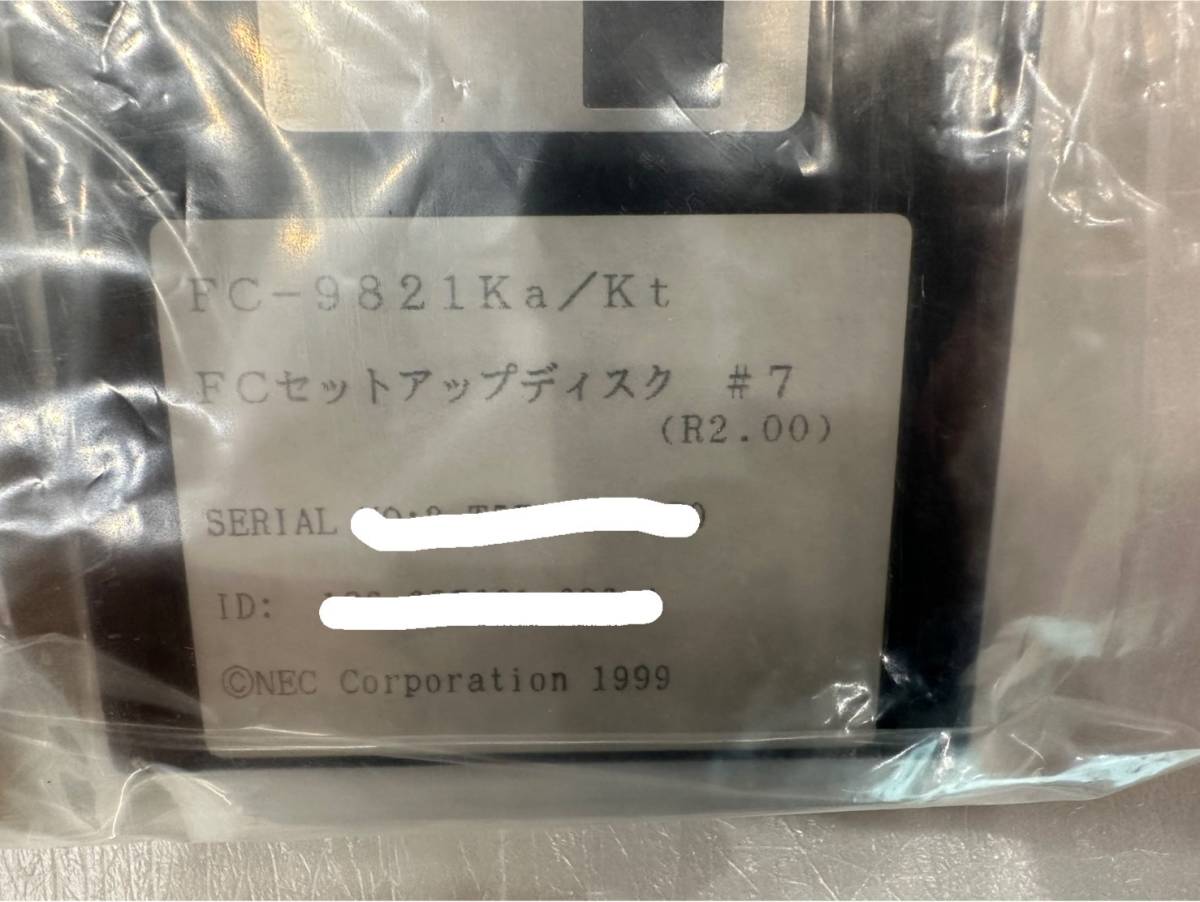 FC-9821Ka/Kt
FCセットアップディスク #7
(R2.00)
SERIAL
ID:
©NEC Corporation 1999